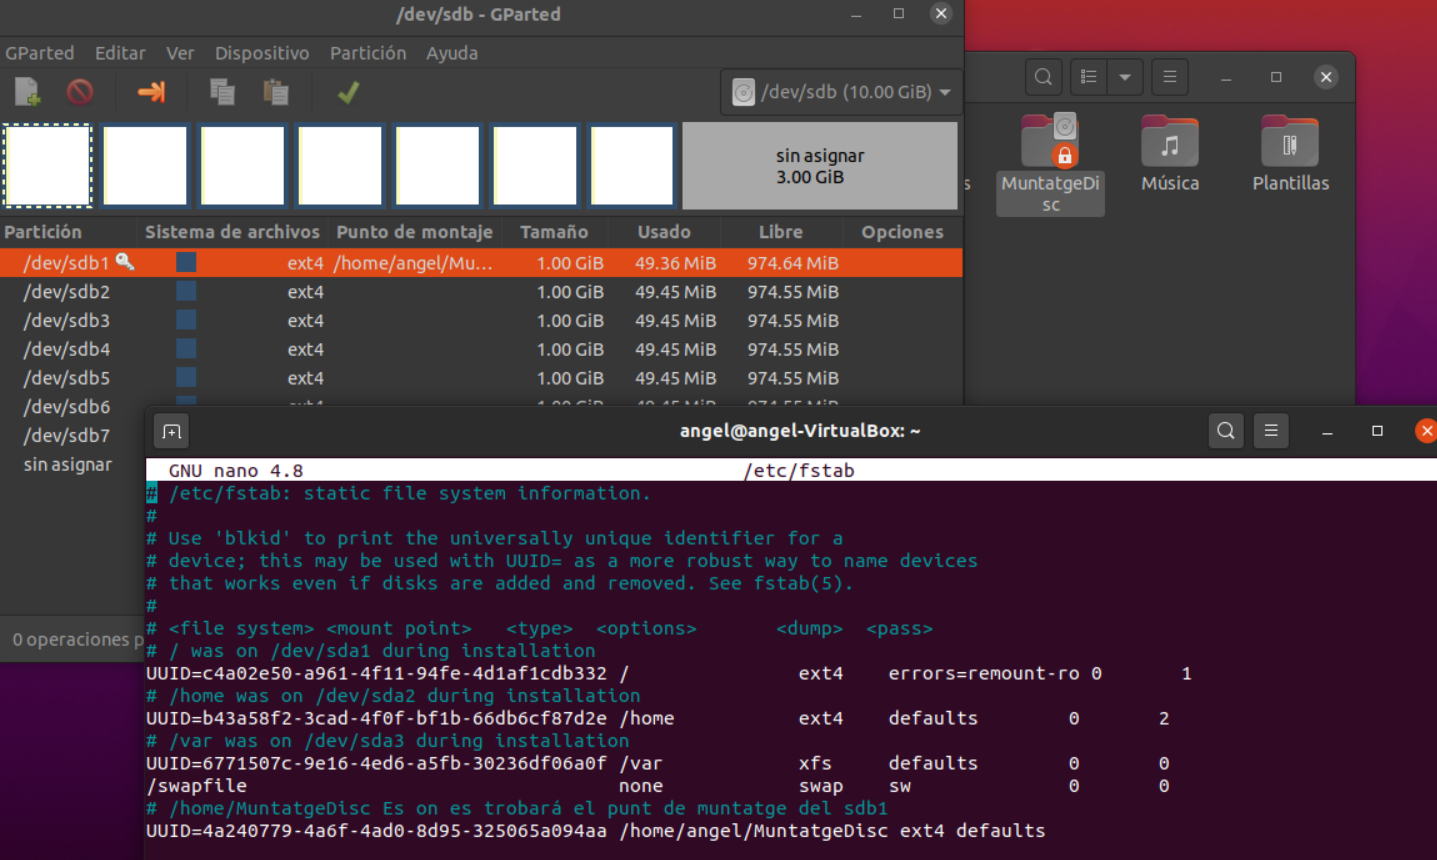 /dev/sdb - GParted
GParted Editar Ver Dispositivo Partición Ayuda
/dev/sdb (10.00 GiB)
sin asignar
3.00 GiB
Partición Sistema de archivos Punto de montaje Tamaño Usado Libre Opciones
/dev/sdb1 ext4 /home/angel/Mu... 1.00 GiB 49.36 MiB 974.64 MiB
/dev/sdb2 ext4 1.00 GiB 49.45 MiB 974.55 MiB
/dev/sdb3 ext4 1.00 GiB 49.45 MiB 974.55 MiB
/dev/sdb4 ext4 1.00 GiB 49.45 MiB 974.55 MiB
/dev/sdb5 ext4 1.00 GiB 49.45 MiB 974.55 MiB
/dev/sdb6
/dev/sdb7
sin asignar
0 operaciones p
s
MuntatgeDi
sc
Música
Plantillas
angel@angel-VirtualBox: ~
GNU nano 4.8 /etc/fstab
# /etc/fstab: static file system information.
#
# Use 'blkid' to print the universally unique identifier for a
# device; this may be used with UUID= as a more robust way to name devices
# that works even if disks are added and removed. See fstab(5).
#
# <file system> <mount point> <type> <options> <dump> <pass>
# / was on /dev/sda1 during installation
UUID=c4a02e50-a961-4f11-94fe-4d1af1cdb332 / ext4 errors=remount-ro 0 1
# /home was on /dev/sda2 during installation
UUID=b43a58f2-3cad-4f0f-bf1b-66db6cf87d2e /home ext4 defaults 0 2
# /var was on /dev/sda3 during installation
UUID=6771507c-9e16-4ed6-a5fb-30236df06a0f /var xfs defaults 0 0
/swapfile none swap sw 0 0
# /home/MuntatgeDisc Es on es trobará el punt de muntatge del sdb1
UUID=4a240779-4a6f-4ad0-8d95-325065a094aa /home/angel/MuntatgeDisc ext4 defaults